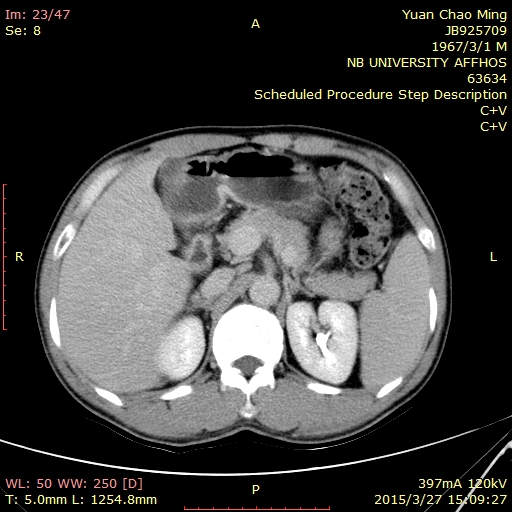 Im: 23/47
Se: 8
A
Yuan Chao Ming
JB925709
1967/3/1 M
NB UNIVERSITY AFFHOS
63634
Scheduled Procedure Step Description
C+V
C+V
R
L
WL: 50 WW: 250 [D]
T: 5.0mm L: 1254.8mm
P
397mA 120kV
2015/3/27 15:09:27